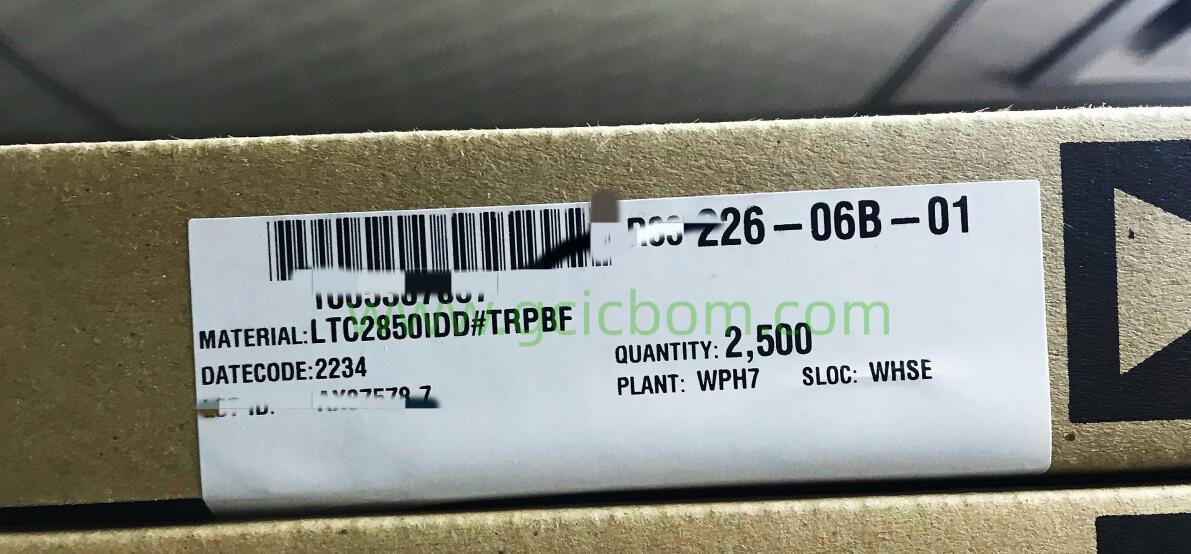 226-06B-01
MATERIAL:LTC2850IDD#TRPBF
DATECODE:2234
QUANTITY: 2,500
PLANT: WPH7 SLOC: WHSE
www.gcicbom.com